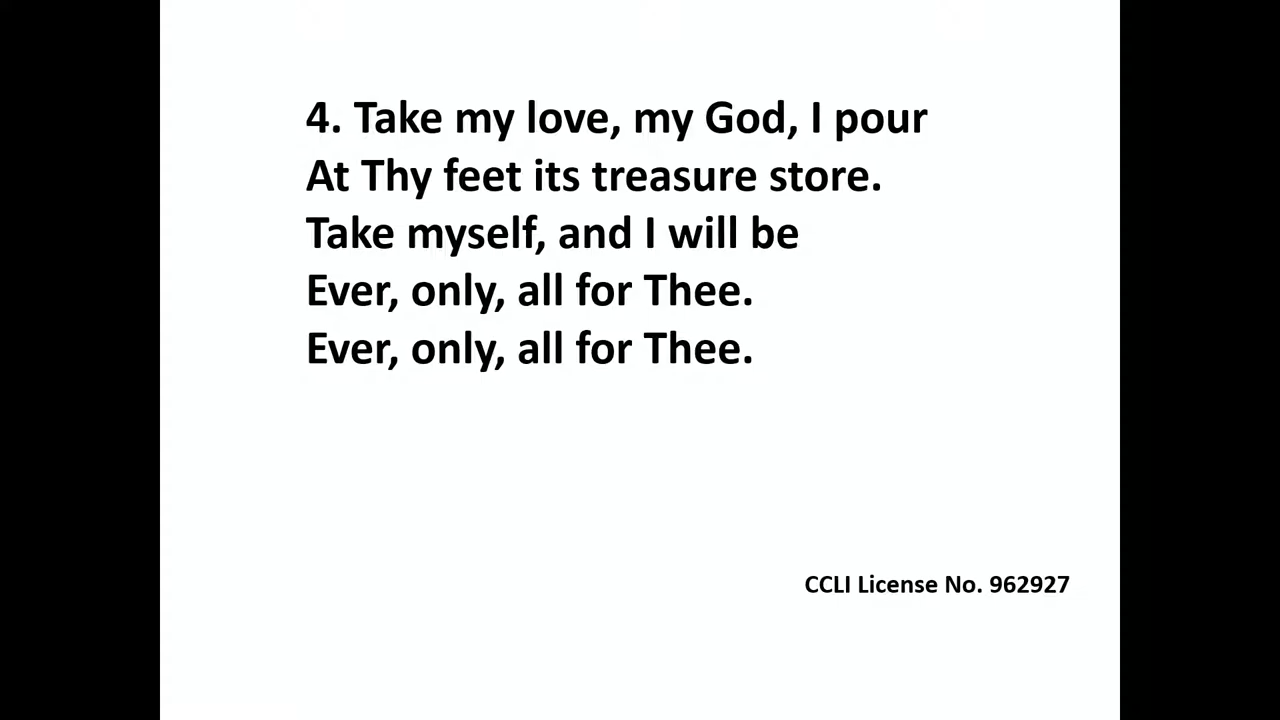 4. Take my love, my God, I pour
At Thy feet its treasure store.
Take myself, and I will be
Ever, only, all for Thee.
Ever, only, all for Thee.
CCLI License No. 962927